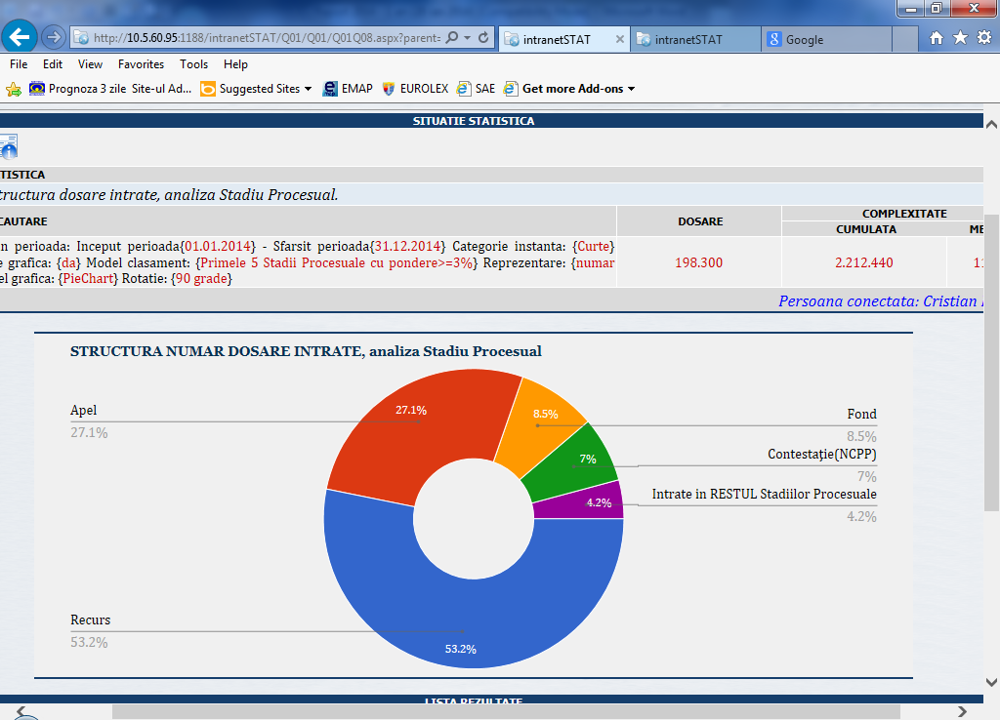 http://10.5.60.95:1188/intranetSTAT/Q01/Q01/Q01Q08.aspx?parent=
intranetSTAT
intranetSTAT
Google
File Edit View Favorites Tools Help
Prognoza 3 zile Site-ul Ad... Suggested Sites EMAP EUROLEX SAE Get more Add-ons
SITUATIE STATISTICA
TISTICA
tructura dosare intrate, analiza Stadiu Procesual.
CAUTARE
DOSARE
COMPLEXITATE
CUMULATA
ME
n perioada: Inceput perioada{01.01.2014} - Sfarsit perioada{31.12.2014} Categorie instanta: {Curte}
e grafica: {da} Model clasament: {Primele 5 Stadii Procesuale cu pondere>=3%} Reprezentare: {numar
el grafica: {PieChart} Rotatie: {90 grade}
198.300
2.212.440
11
Persoana conectata: Cristian
STRUCTURA NUMAR DOSARE INTRATE, analiza Stadiu Procesual
Apel
27.1%
27.1%
8.5%
Fond
8.5%
7%
Contestaţie(NCPP)
7%
4.2%
Intrate in RESTUL Stadiilor Procesuale
4.2%
Recurs
53.2%
53.2%
LISTA REZULTATE